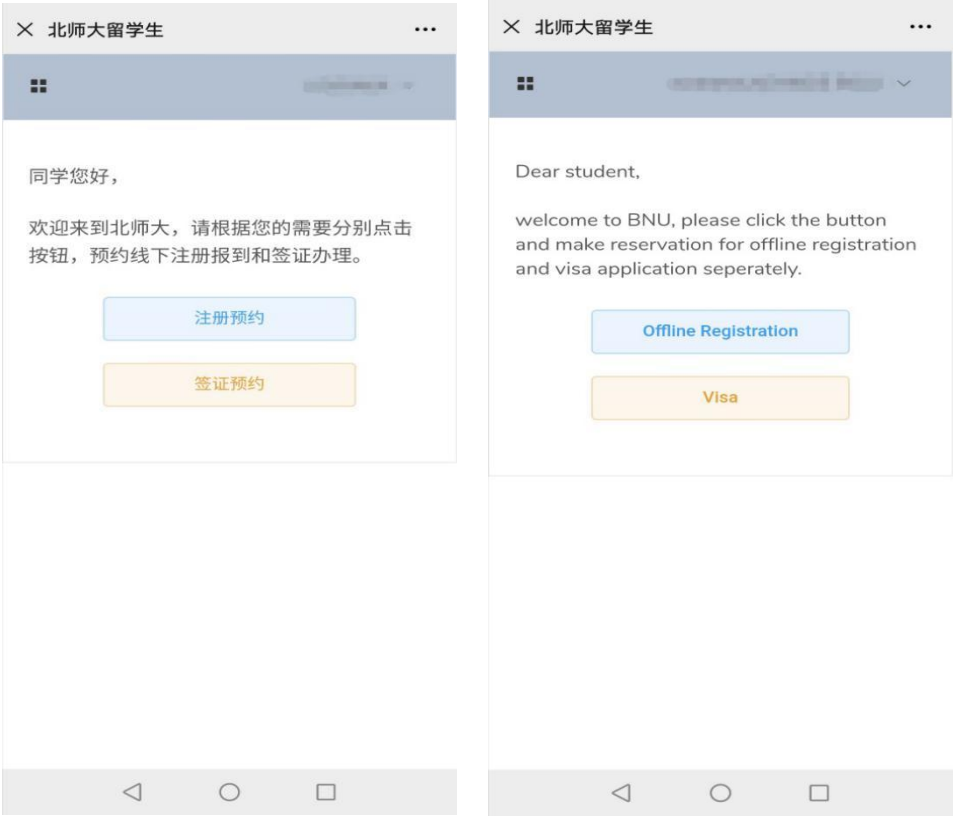 北师大留学生
同学您好，
欢迎来到北师大，请根据您的需要分别点击
按钮，预约线下注册报到和签证办理。
注册预约
签证预约
北师大留学生
Dear student,
welcome to BNU, please click the button
and make reservation for offline registration
and visa application seperately.
Offline Registration
Visa